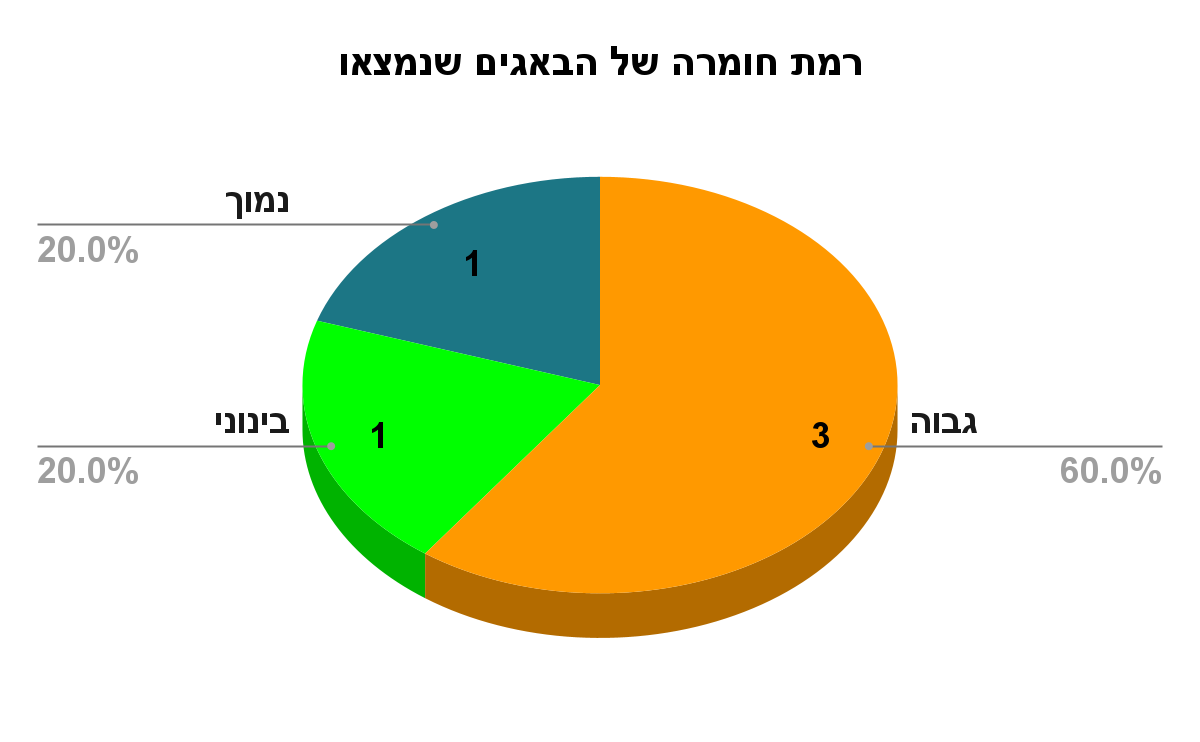 רמת חומרה של הבאגים שנמצאו
נמוך
20.0%
1
בינוני
20.0%
1
גבוה
60.0%
3